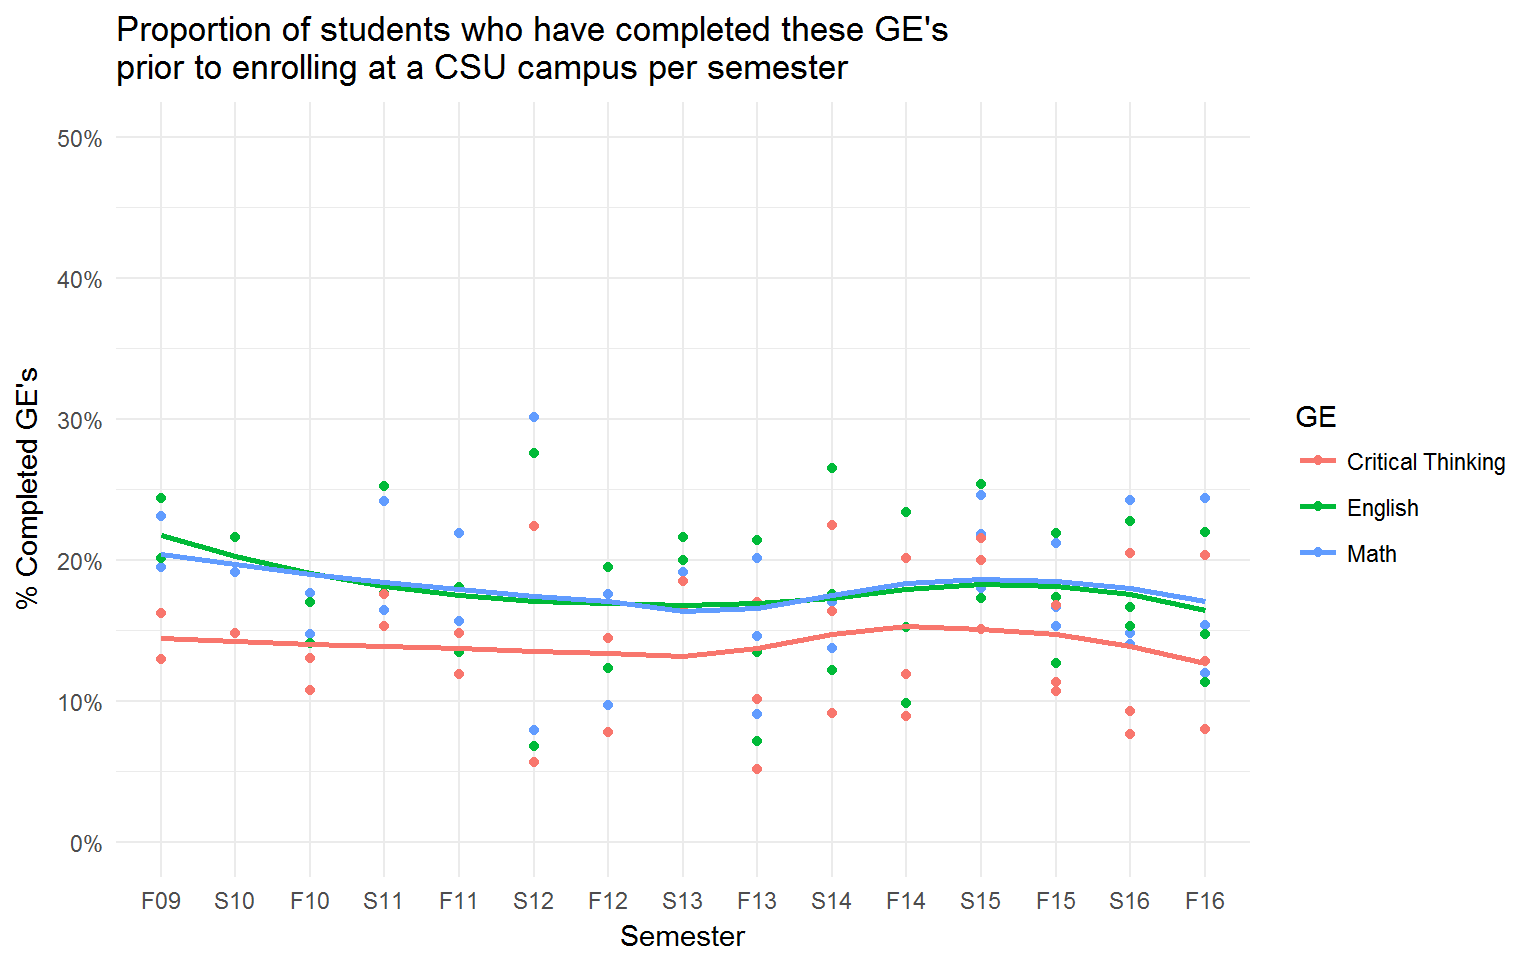 Proportion of students who have completed these GE's
prior to enrolling at a CSU campus per semester
% Completed GE's
50%
40%
30%
20%
10%
0%
F09 S10 F10 S11 F11 S12 F12 S13 F13 S14 F14 S15 F15 S16 F16
Semester
GE
Critical Thinking
English
Math